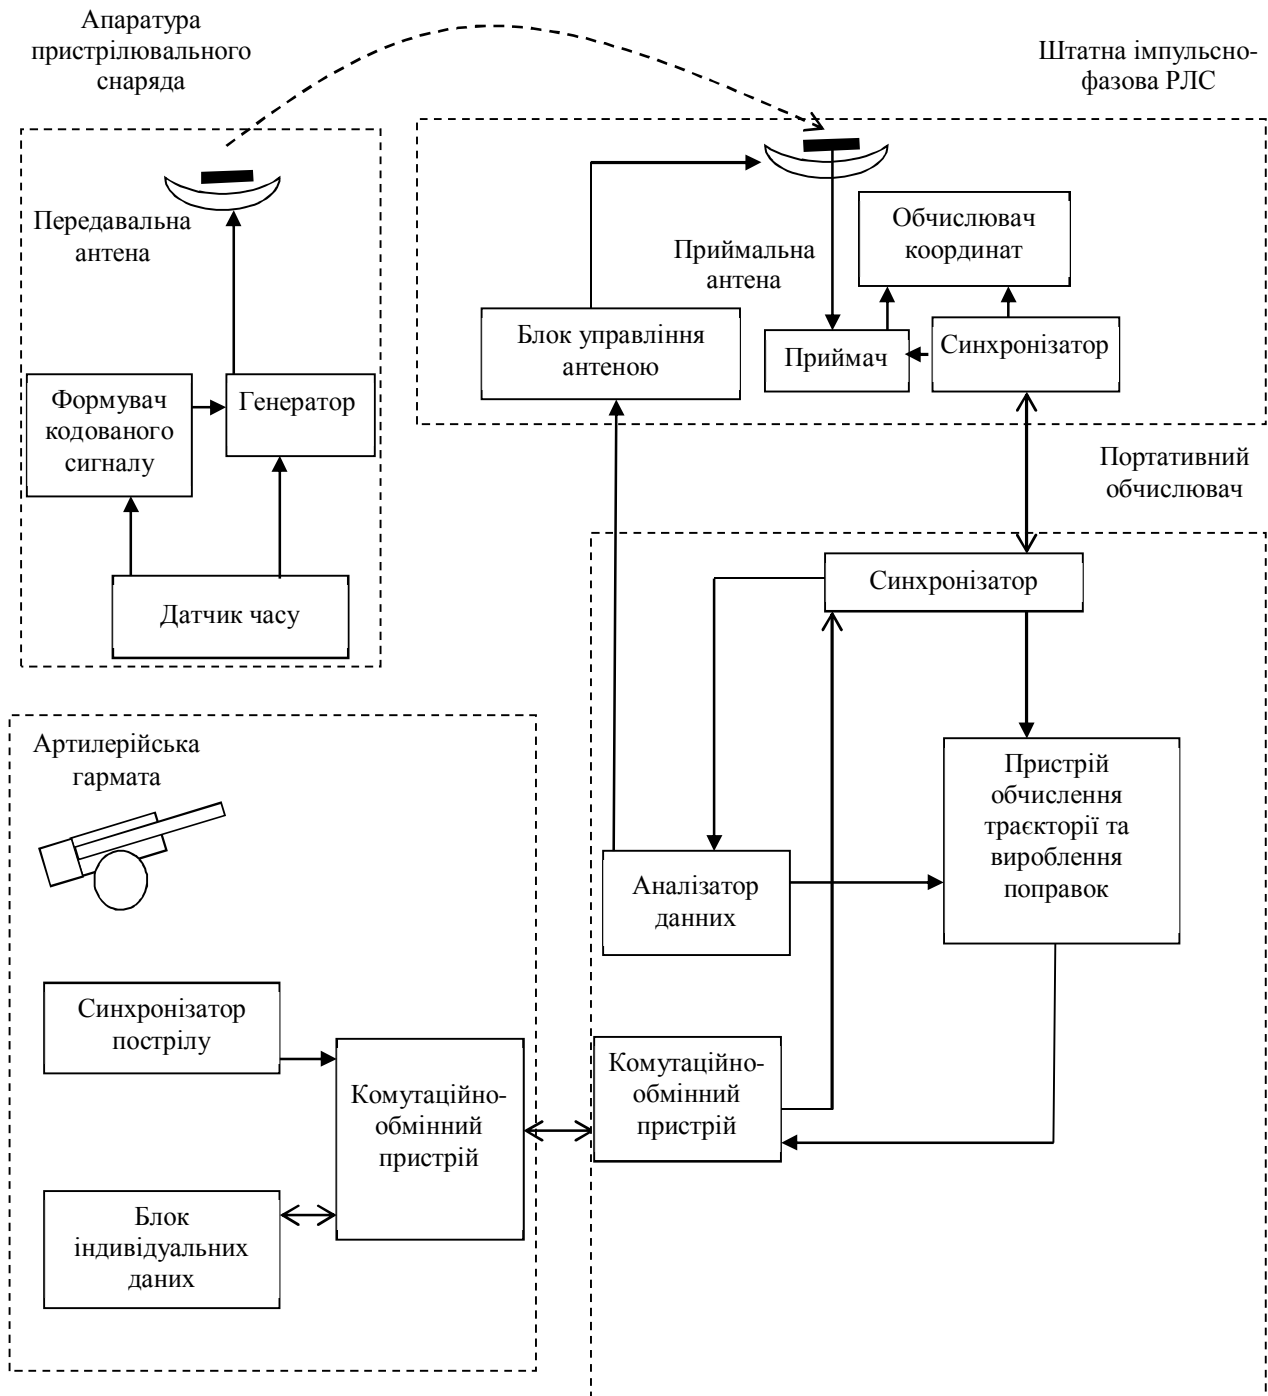 Апаратура
пристрілювального
снаряда
Штатна імпульсно-
фазова РЛС
Передавальна
антена
Приймальна
антена
Обчислювач
координат
Блок управління
антеною
Приймач
Синхронізатор
Формувач
кодованого
сигналу
Генератор
Датчик часу
Портативний
обчислювач
Синхронізатор
Артилерійська
гармата
Пристрій
обчислення
траєкторії та
вироблення
поправок
Аналізатор
данних
Синхронізатор
пострілу
Комутаційно-
обмінний
пристрій
Комутаційно-
обмінний
пристрій
Блок
індивідуальних
даних